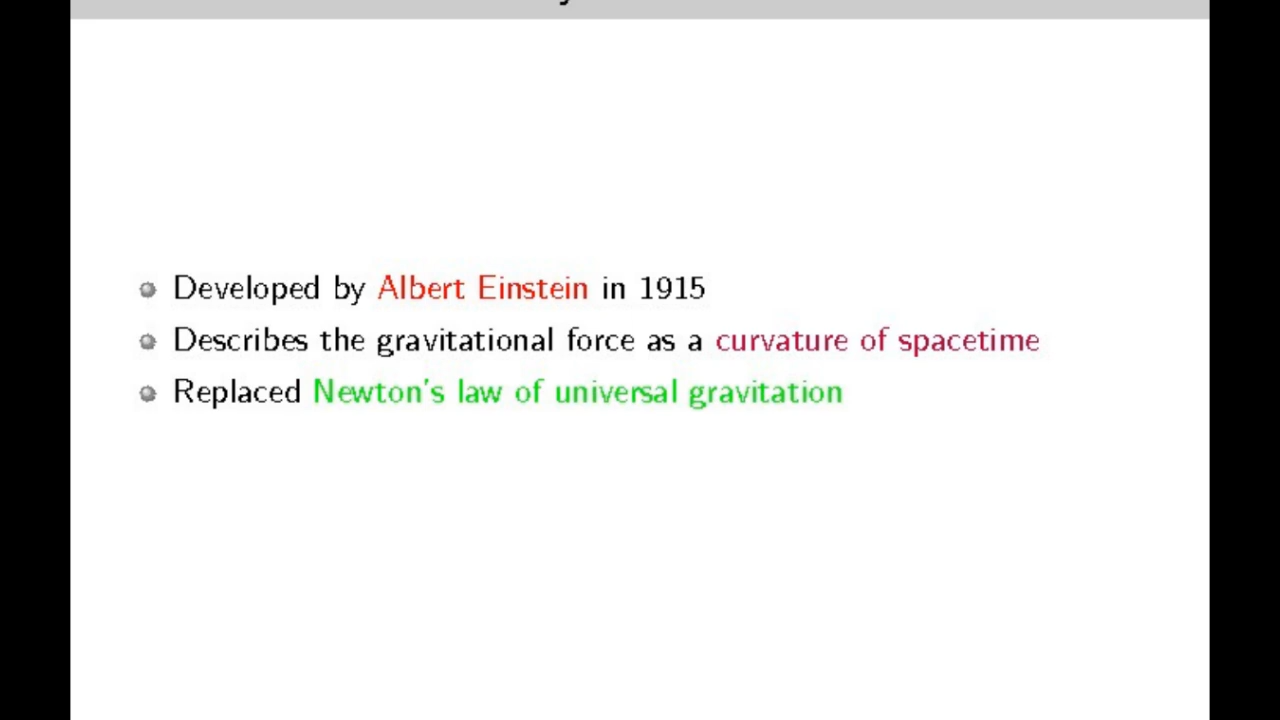 Developed by Albert Einstein in 1915
Describes the gravitational force as a curvature of spacetime
Replaced Newton's law of universal gravitation